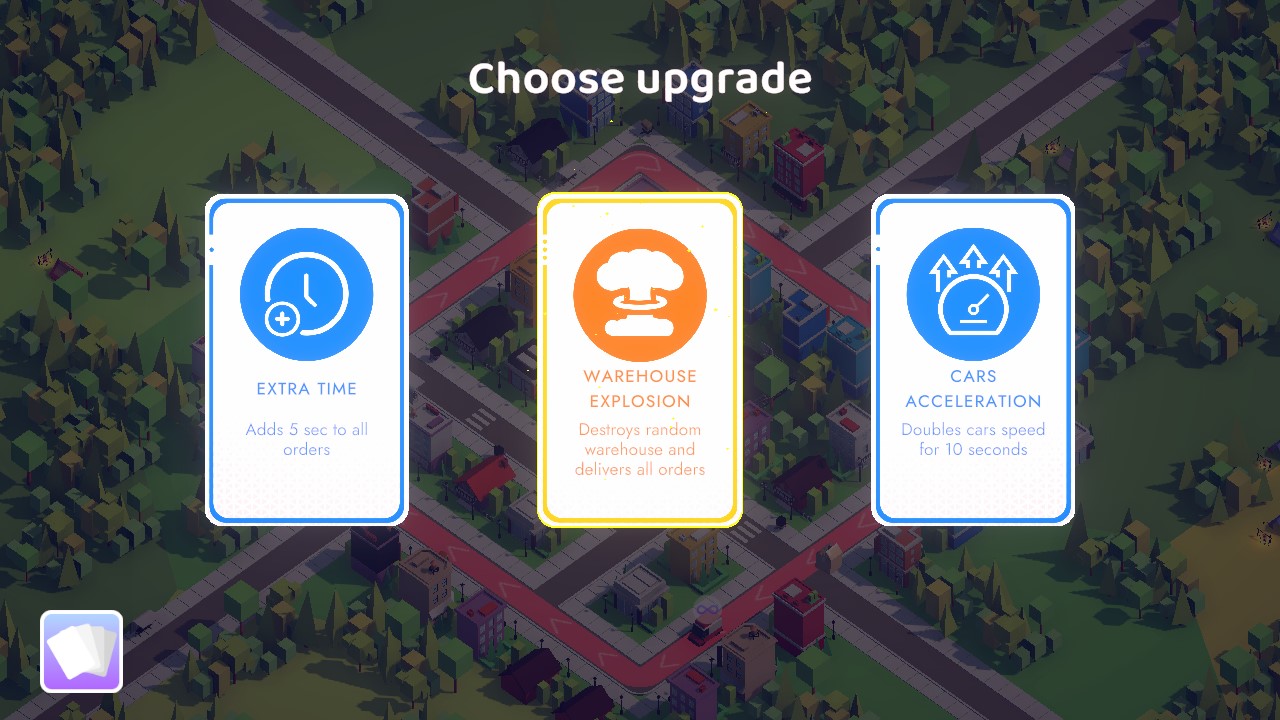 Choose upgrade
EXTRA TIME
Adds 5 sec to all
orders
WAREHOUSE
EXPLOSION
Destroys random
warehouse and
delivers all orders
CARS
ACCELERATION
Doubles cars speed
for 10 seconds